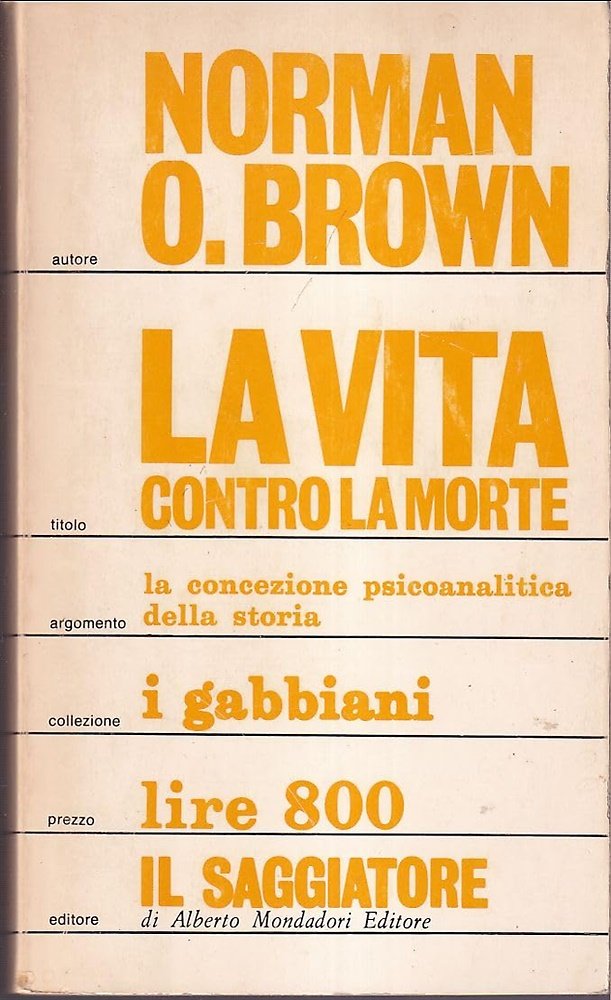 NORMAN
autore O. BROWN
LA VITA
titolo CONTRO LA MORTE
la concezione psicoanalitica
argomento della storia
collezione i gabbiani
prezzo lire 800
IL SAGGIATORE
editore di Alberto Mondadori Editore